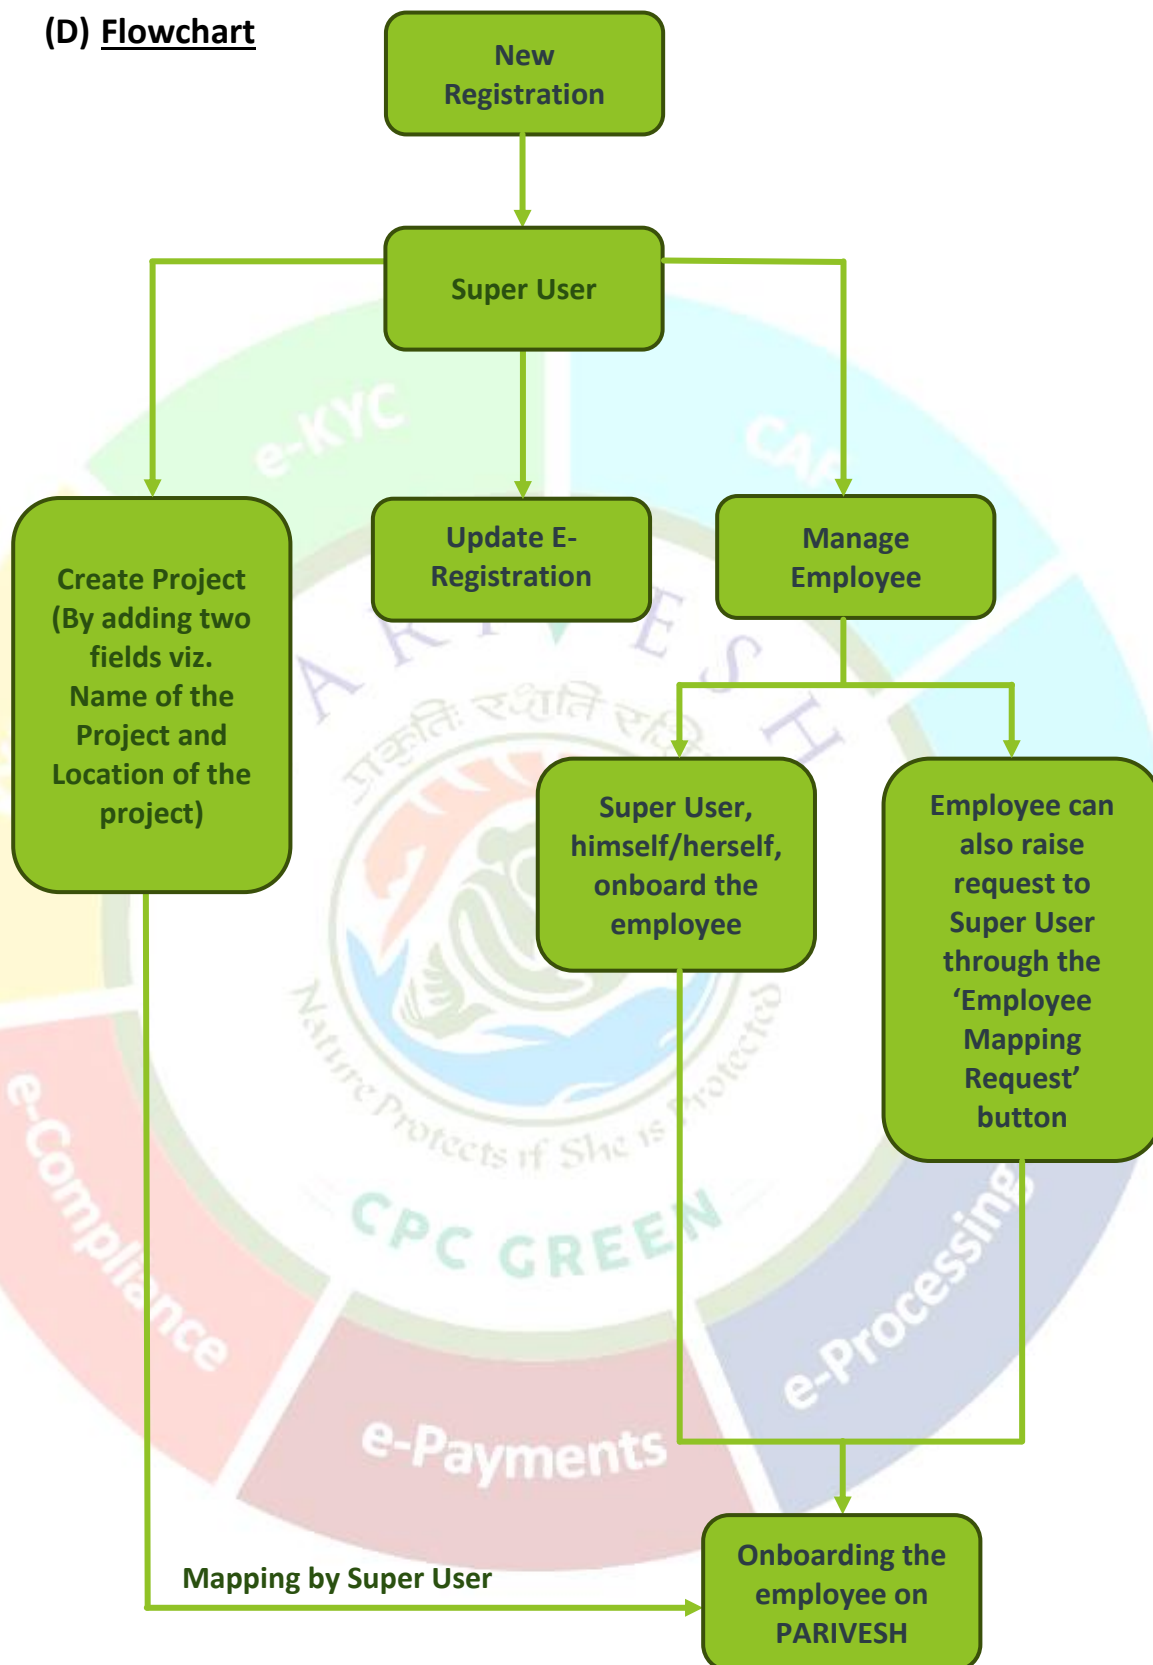 (D) Flowchart
New
Registration
Super User
e-KYC
Create Project
(By adding two
fields viz.
Name of the
Project and
Location of the
project)
Update E-
Registration
Manage
Employee
Super User,
himself/herself,
onboard the
employee
Employee can
also raise
request to
Super User
through the
‘Employee
Mapping
Request’
button
Nature Protects if She is Protected
CPC GREEN
e-Compliance
e-Payments
e-Processing
Mapping by Super User
Onboarding the
employee on
PARIVESH